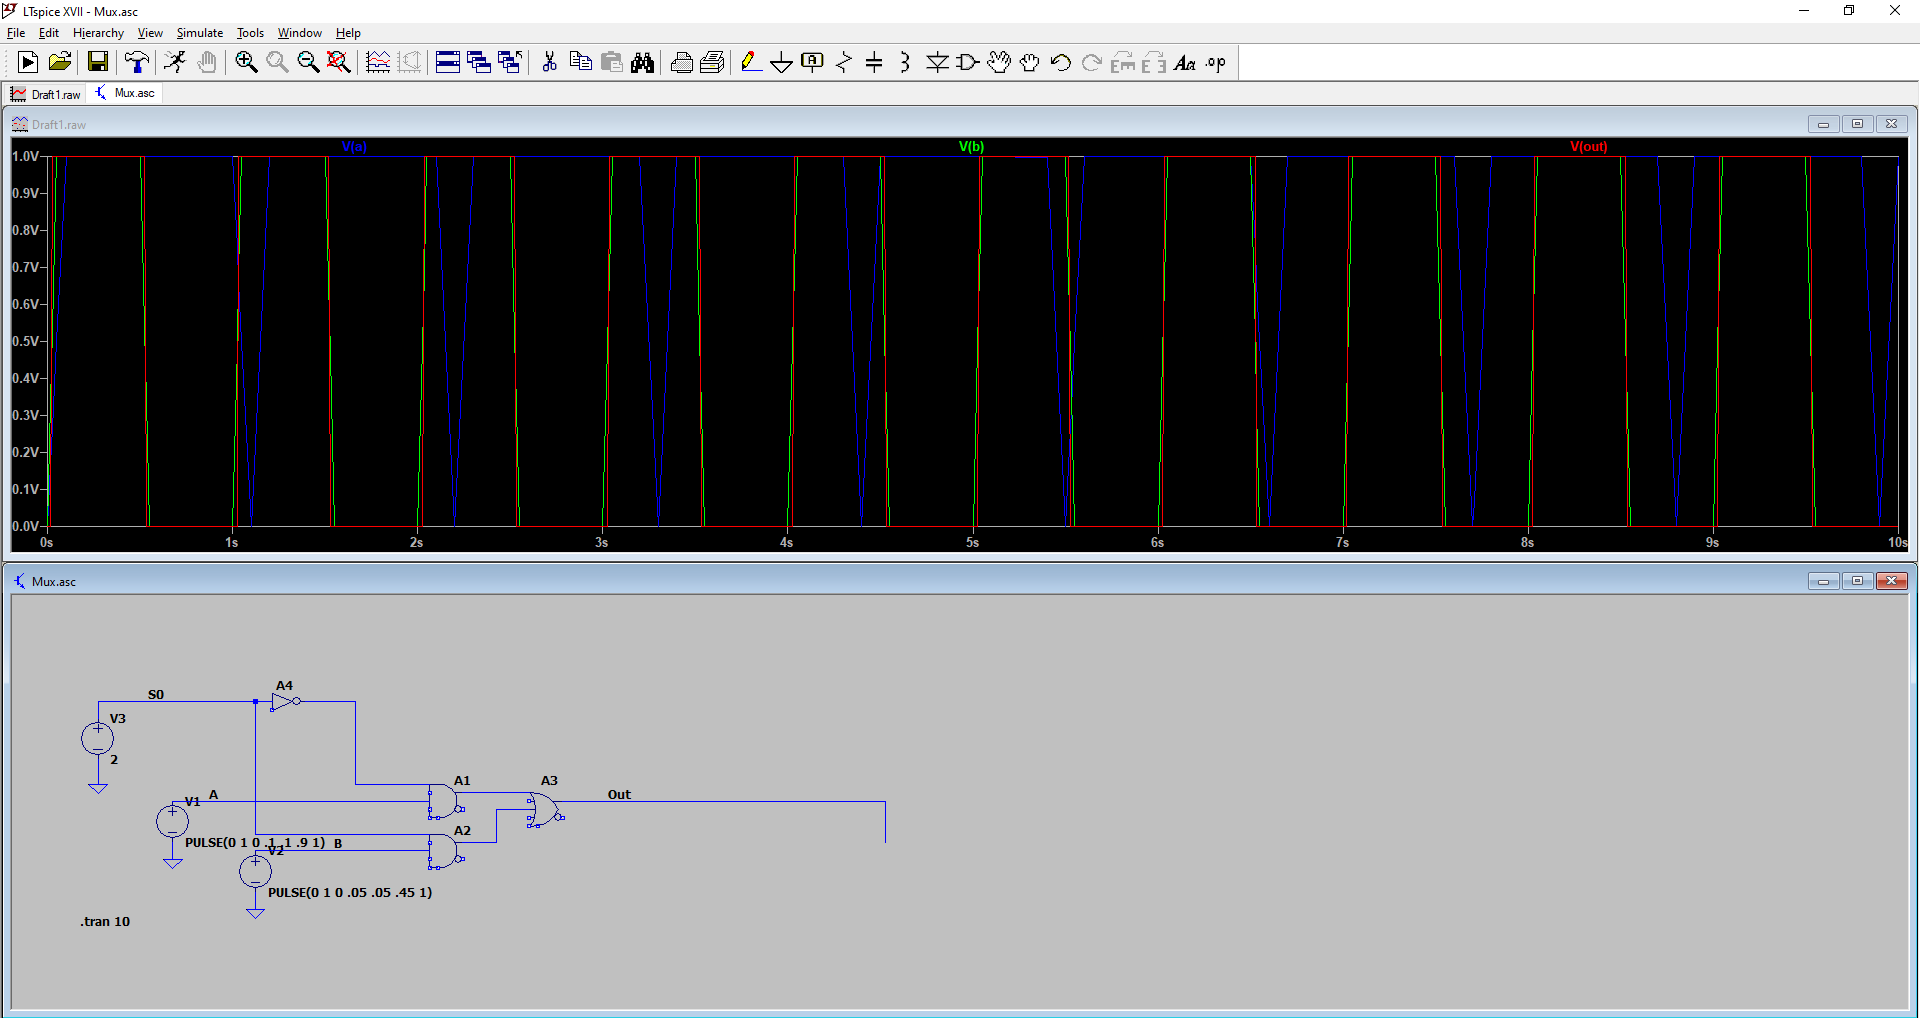 LTspice XVII - Mux.asc
File Edit Hierarchy View Simulate Tools Window Help
Draft1.raw Mux.asc
Draft1.raw
V(a) V(b) V(out)
1.0V
0.9V
0.8V
0.7V
0.6V
0.5V
0.4V
0.3V
0.2V
0.1V
0.0V
0s 1s 2s 3s 4s 5s 6s 7s 8s 9s 10s
Mux.asc
A4
S0
V3
2
A1 A3
V1 A Out
A2
PULSE(0 1 0 .1 .1 .9 1) B
V2
PULSE(0 1 0 .05 .05 .45 1)
.tran 10